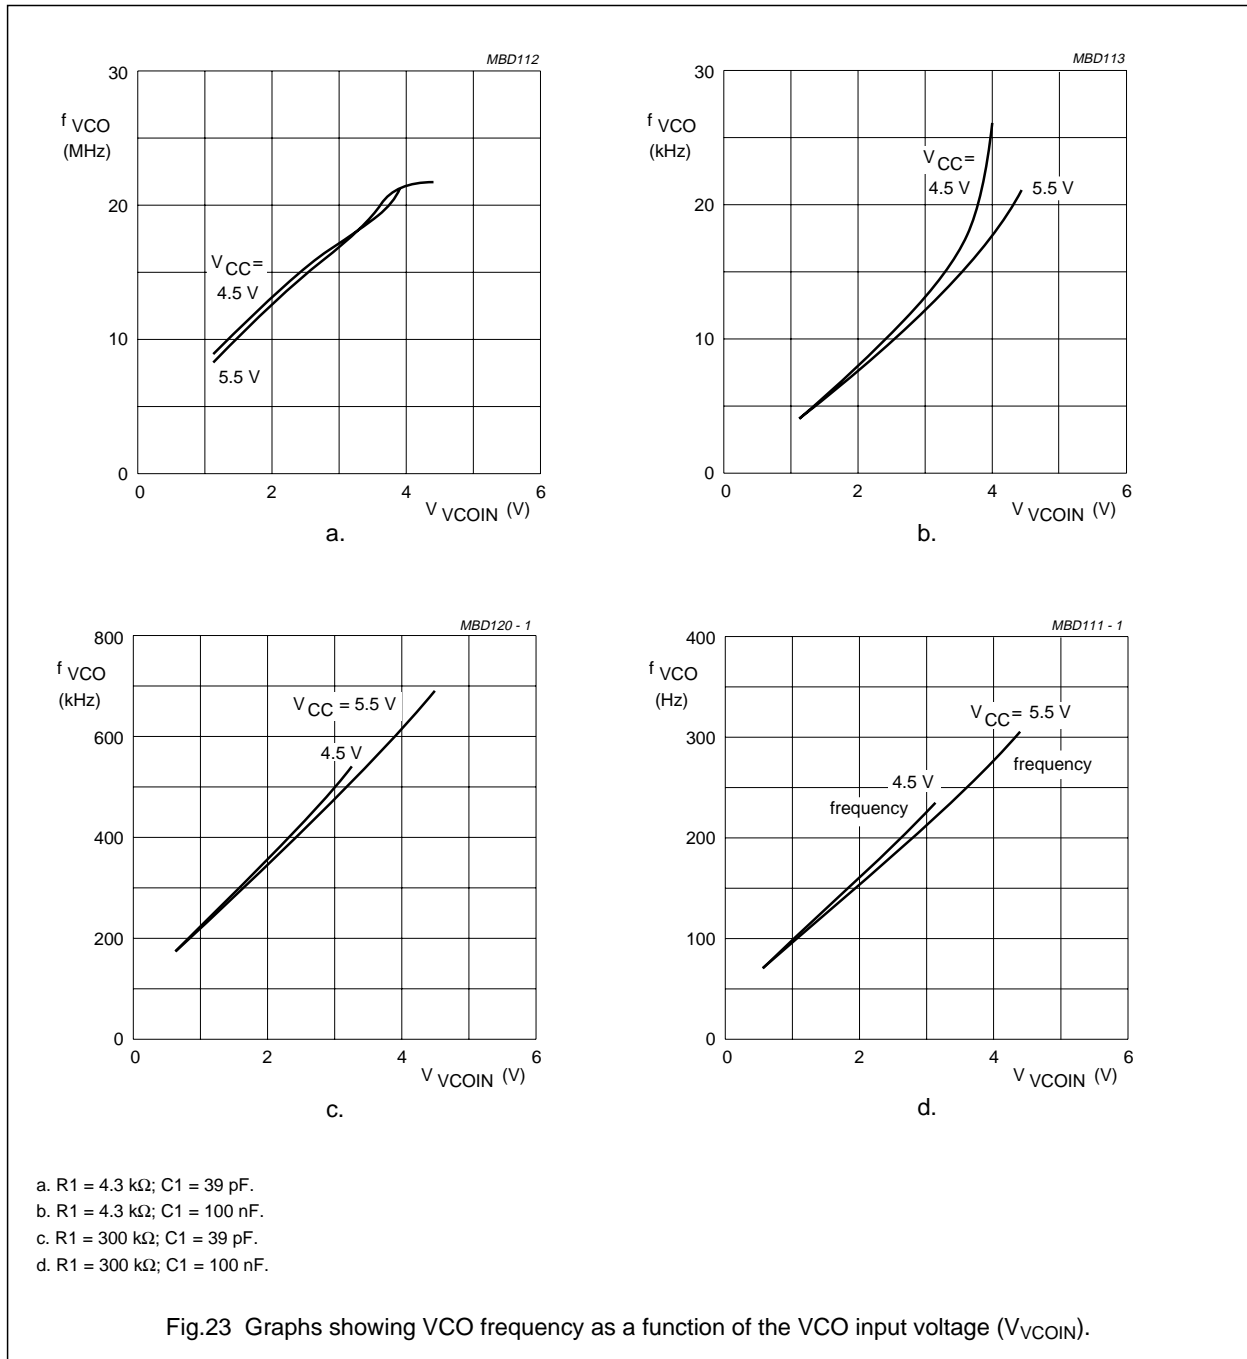 MBD112
30
f VCO
(MHz)
20
V CC =
4.5 V
10
5.5 V
0
0 2 4 6
V VCOIN (V)
a.
MBD113
30
f VCO
(kHz)
V CC =
4.5 V
5.5 V
20
10
0
0 2 4 6
V VCOIN (V)
b.
MBD120 - 1
800
f VCO
(kHz)
V CC = 5.5 V
600
4.5 V
400
200
0
0 2 4 6
V VCOIN (V)
c.
MBD111 - 1
400
f VCO
(Hz)
V CC = 5.5 V
300
frequency
4.5 V
frequency
200
100
0
0 2 4 6
V VCOIN (V)
d.
a. R1 = 4.3 kΩ; C1 = 39 pF.
b. R1 = 4.3 kΩ; C1 = 100 nF.
c. R1 = 300 kΩ; C1 = 39 pF.
d. R1 = 300 kΩ; C1 = 100 nF.
Fig.23 Graphs showing VCO frequency as a function of the VCO input voltage (VVCOIN).